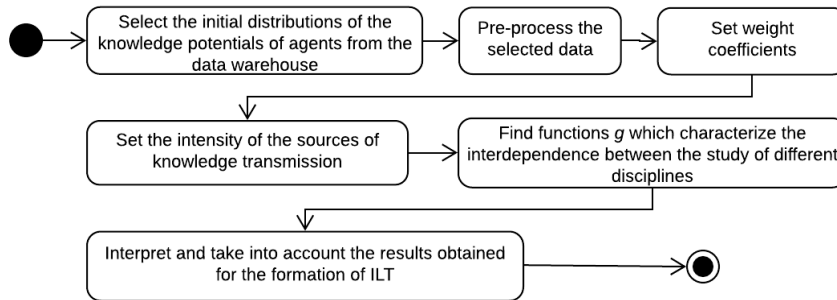 Select the initial distributions of the
knowledge potentials of agents from the
data warehouse
Pre-process the
selected data
Set weight
coefficients
Set the intensity of the sources of
knowledge transmission
Find functions g which characterize the
interdependence between the study of different
disciplines
Interpret and take into account the results obtained
for the formation of ILT